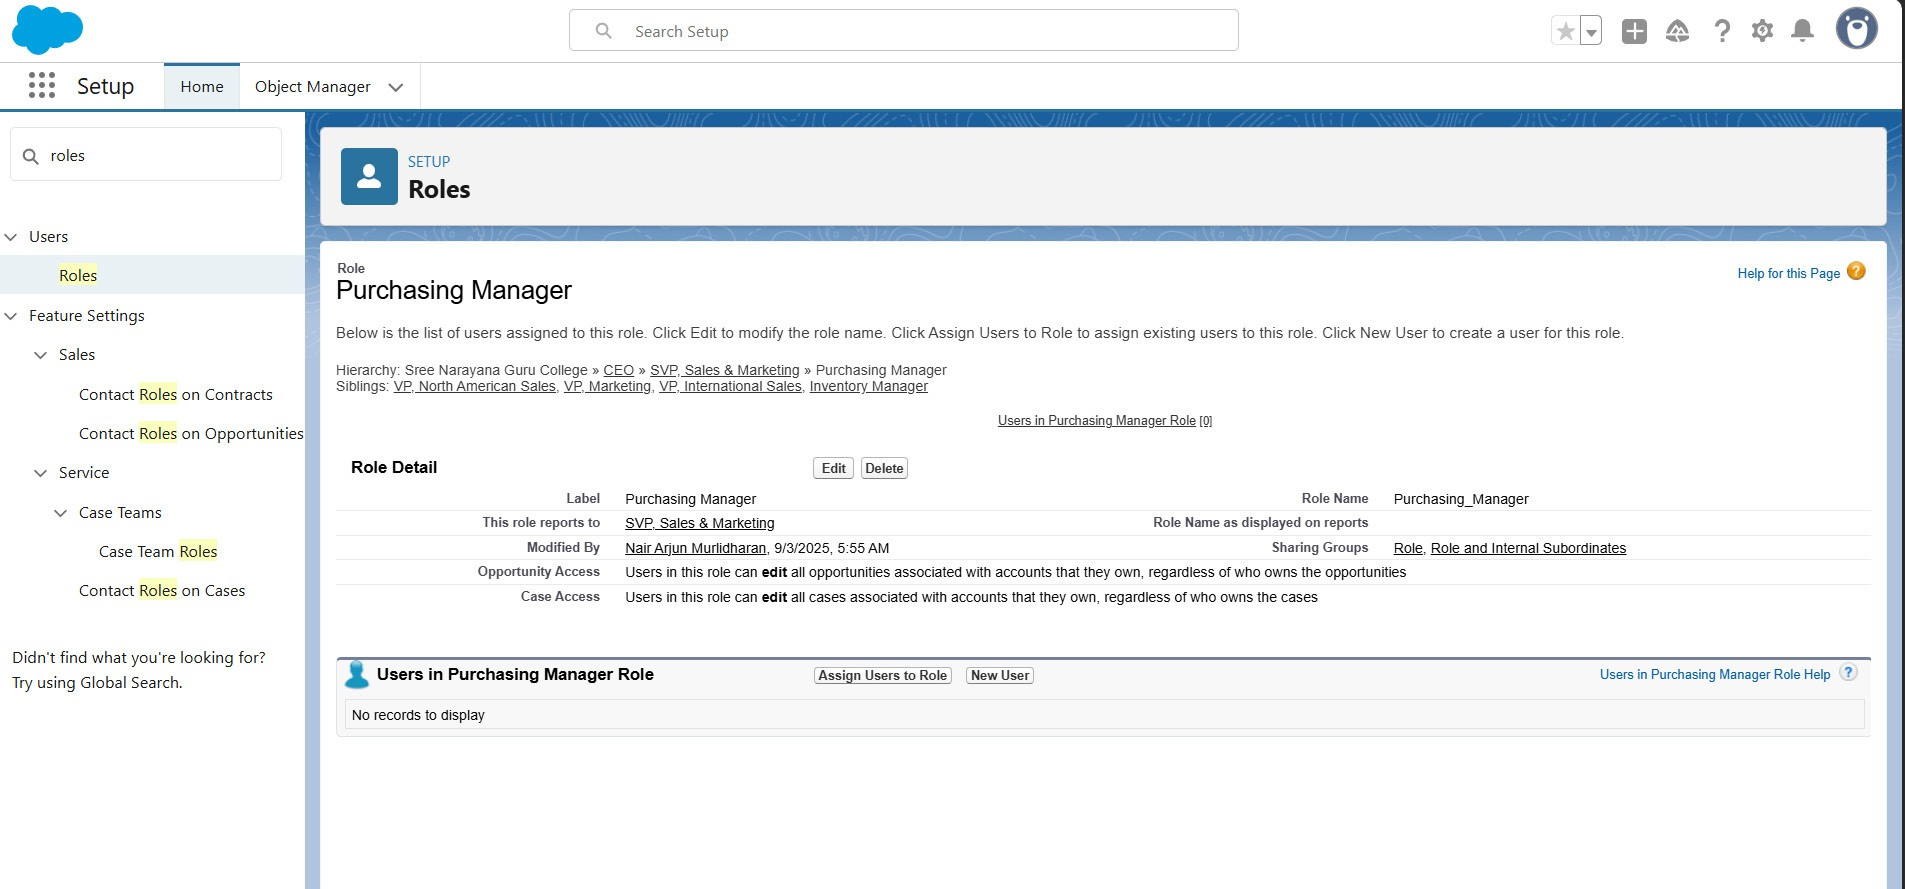 Search Setup
Setup
Home
Object Manager
roles
Users
Roles
Feature Settings
Sales
Contact Roles on Contracts
Contact Roles on Opportunities
Service
Case Teams
Case Team Roles
Contact Roles on Cases
Didn't find what you're looking for?
Try using Global Search.
SETUP
Roles
Role
Purchasing Manager
Help for this Page ?
Below is the list of users assigned to this role. Click Edit to modify the role name. Click Assign Users to Role to assign existing users to this role. Click New User to create a user for this role.
Hierarchy: Sree Narayana Guru College » CEO » SVP, Sales & Marketing » Purchasing Manager
Siblings: VP, North American Sales, VP, Marketing, VP, International Sales, Inventory Manager
Users in Purchasing Manager Role [0]
Role Detail Edit Delete
Label Purchasing Manager Role Name Purchasing_Manager
This role reports to SVP, Sales & Marketing Role Name as displayed on reports
Modified By Nair Arjun Murlidharan, 9/3/2025, 5:55 AM Sharing Groups Role, Role and Internal Subordinates
Opportunity Access Users in this role can edit all opportunities associated with accounts that they own, regardless of who owns the opportunities
Case Access Users in this role can edit all cases associated with accounts that they own, regardless of who owns the cases
Users in Purchasing Manager Role Assign Users to Role New User Users in Purchasing Manager Role Help ?
No records to display